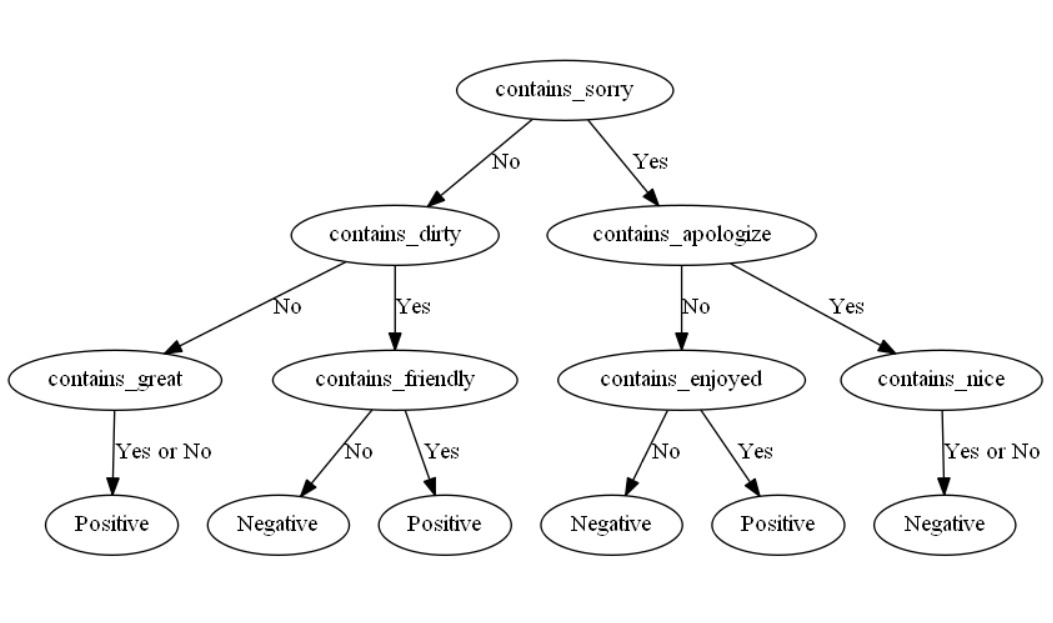 contains_sorry
No
Yes
contains_dirty
contains_apologize
No
Yes
No
Yes
contains_great
contains_friendly
contains_enjoyed
contains_nice
Yes or No
No
Yes
No
Yes
Yes or No
Positive
Negative
Positive
Negative
Positive
Negative